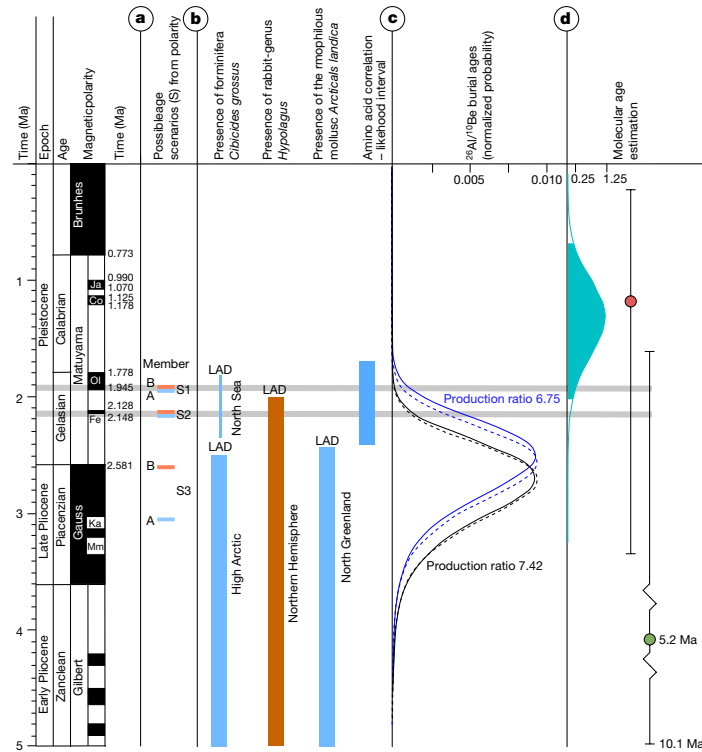 a
b
c
d
Time (Ma)
Epoch
Age
Magneticpolarity
Time (Ma)
Possibleage
scenarios (S) from polarity
Presence of forminifera
Cibicides grossus
Presence of rabbit-genus
Hypolagus
Presence of the rmophilous
mollusc Arcticals landica
Amino acid correlation
– likehood interval
26Al/10Be burial ages
(normalized probability)
Molecular age
estimation
0.005
0.010
0.25
1.25
1
2
3
4
5
Pleistocene
Late Pliocene
Early Pliocene
Calabrian
Gelasian
Piacenzian
Zanclean
Brunhes
Matuyama
Gauss
Gilbert
Ja
Co
Ol
Fe
Ka
Mm
0.773
0.990
1.070
1.125
1.178
1.778
1.945
2.128
2.148
2.581
Member
B
A
S1
S2
B
S3
A
LAD
North Sea
LAD
High Arctic
LAD
Northern Hemisphere
LAD
North Greenland
Production ratio 6.75
Production ratio 7.42
5.2 Ma
10.1 Ma